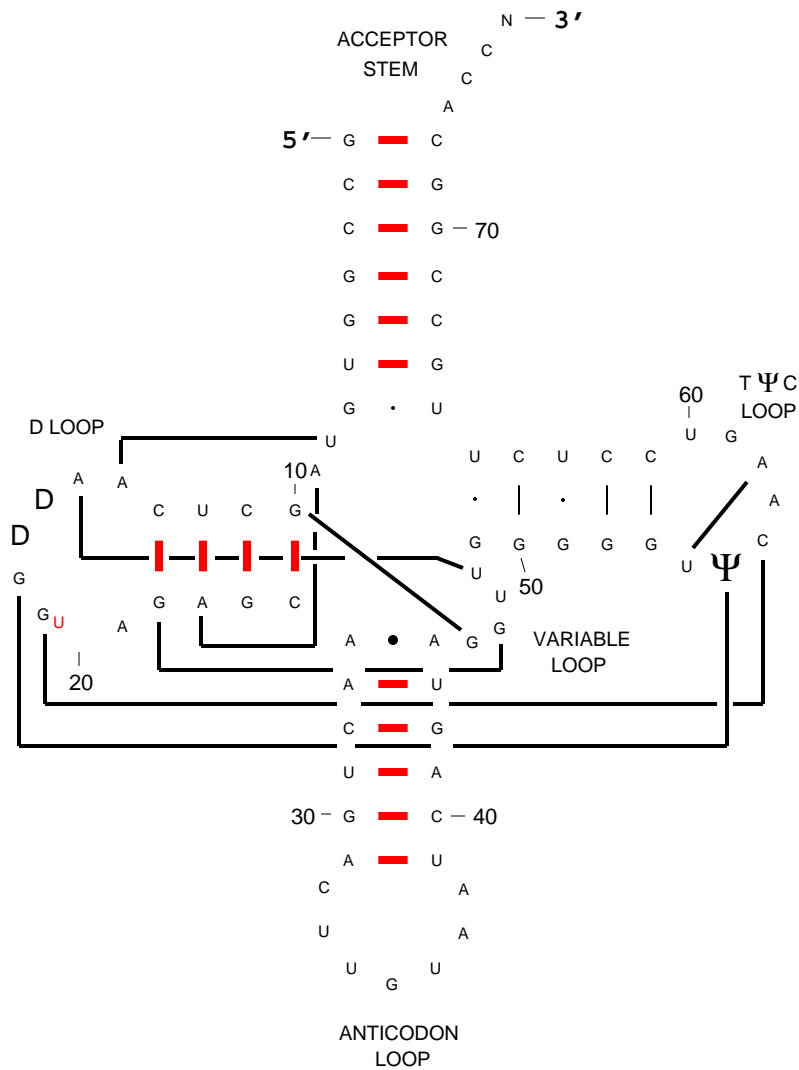 N — 3’
ACCEPTOR
STEM
C
C
A
5’ — G C
C G
C G — 70
G C
G C
U G
G · U
T Ψ C
LOOP
60
D LOOP
U
U G
A A
10 A
U C U C C
A
D
C U C G
A
D
G G G G G
C
G
U
U
Ψ
50
G U
A
G A G C
U
G
20
A • A G
VARIABLE
LOOP
A U
C G
U A
30 — G C — 40
A U
C A
U A
U U
G
ANTICODON
LOOP